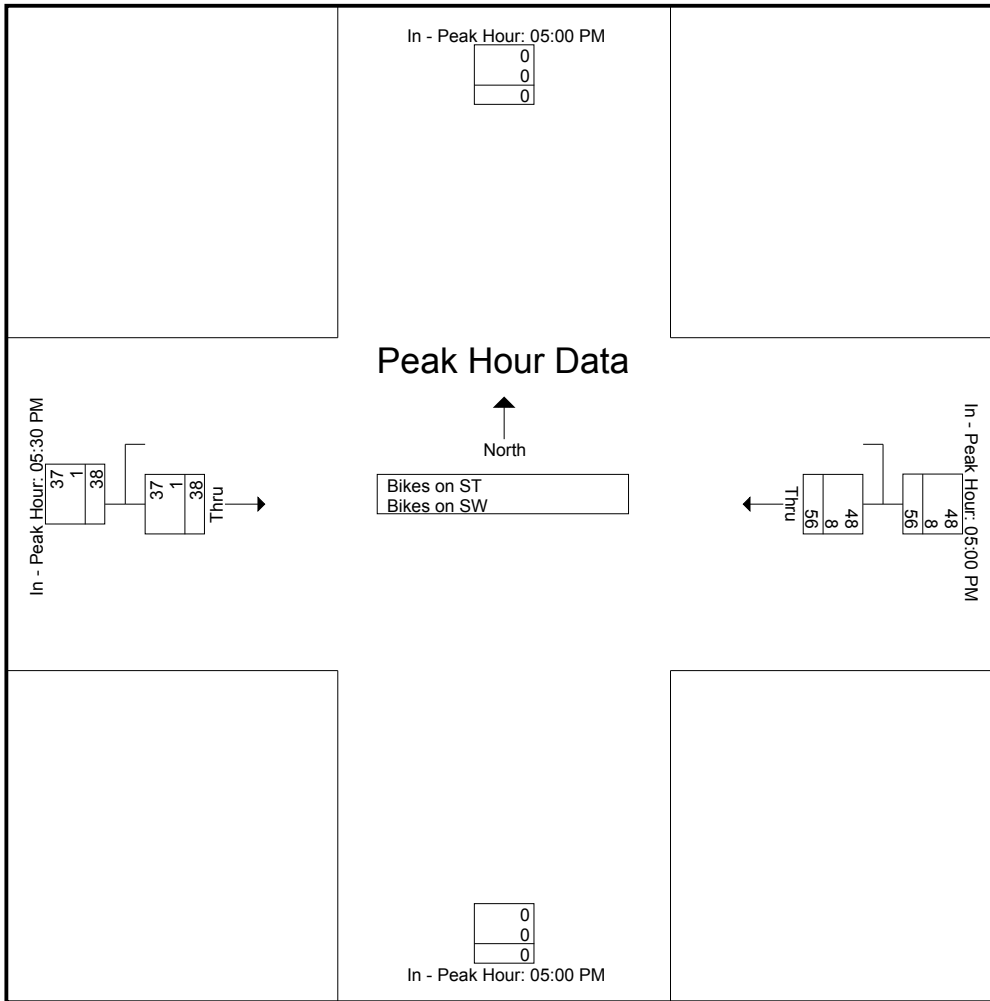 In - Peak Hour: 05:00 PM
0
0
0
Peak Hour Data
North
Bikes on ST
Bikes on SW
In - Peak Hour: 05:30 PM
37
1
38
37
1
38
Thru
Thru
48
8
56
48
8
56
In - Peak Hour: 05:00 PM
0
0
0
In - Peak Hour: 05:00 PM